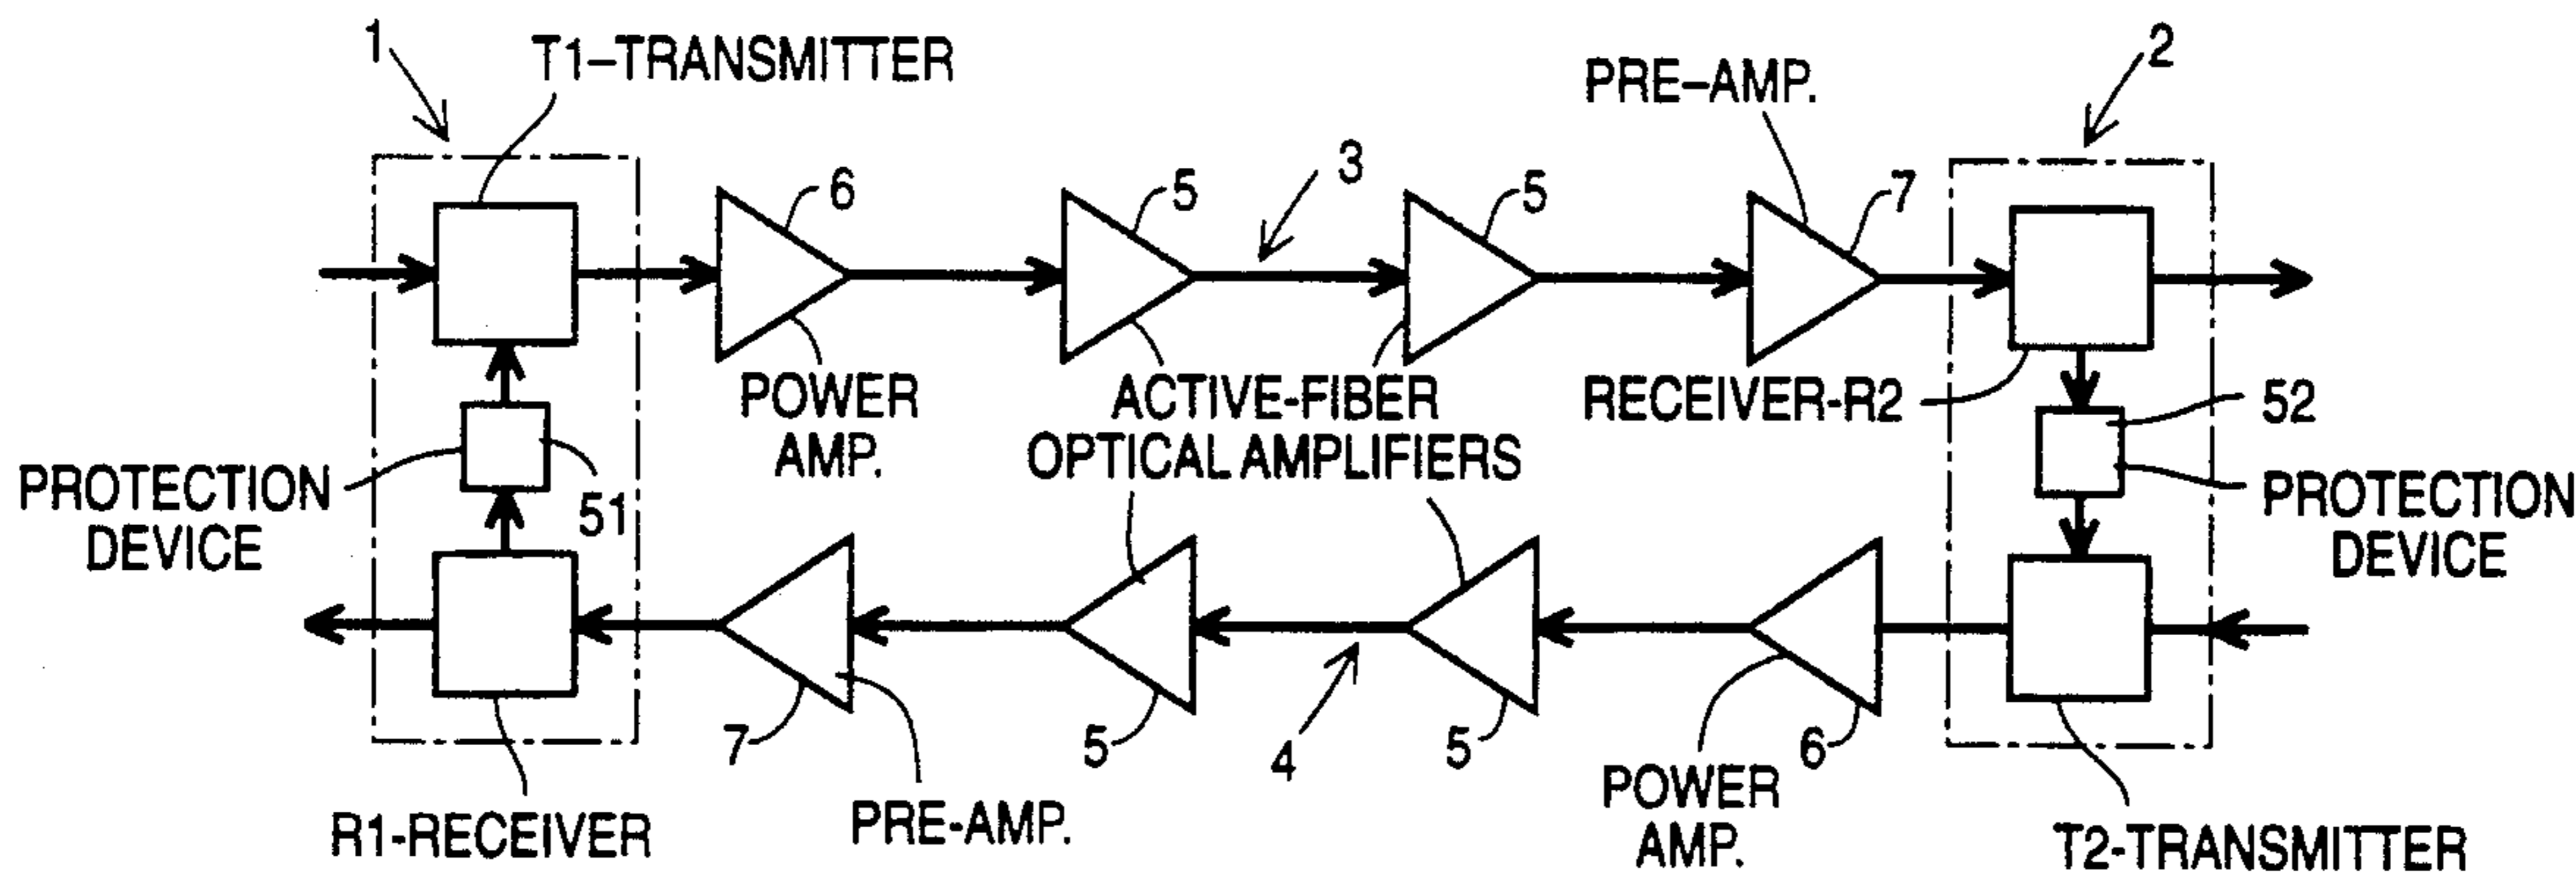 1
T1–TRANSMITTER
PRE–AMP.
2
6
5
3
5
7
POWER
AMP.
ACTIVE-FIBER
OPTICAL AMPLIFIERS
RECEIVER-R2
52
PROTECTION
DEVICE
51
PROTECTION
DEVICE
7
5
4
5
6
R1-RECEIVER
PRE-AMP.
POWER
AMP.
T2-TRANSMITTER